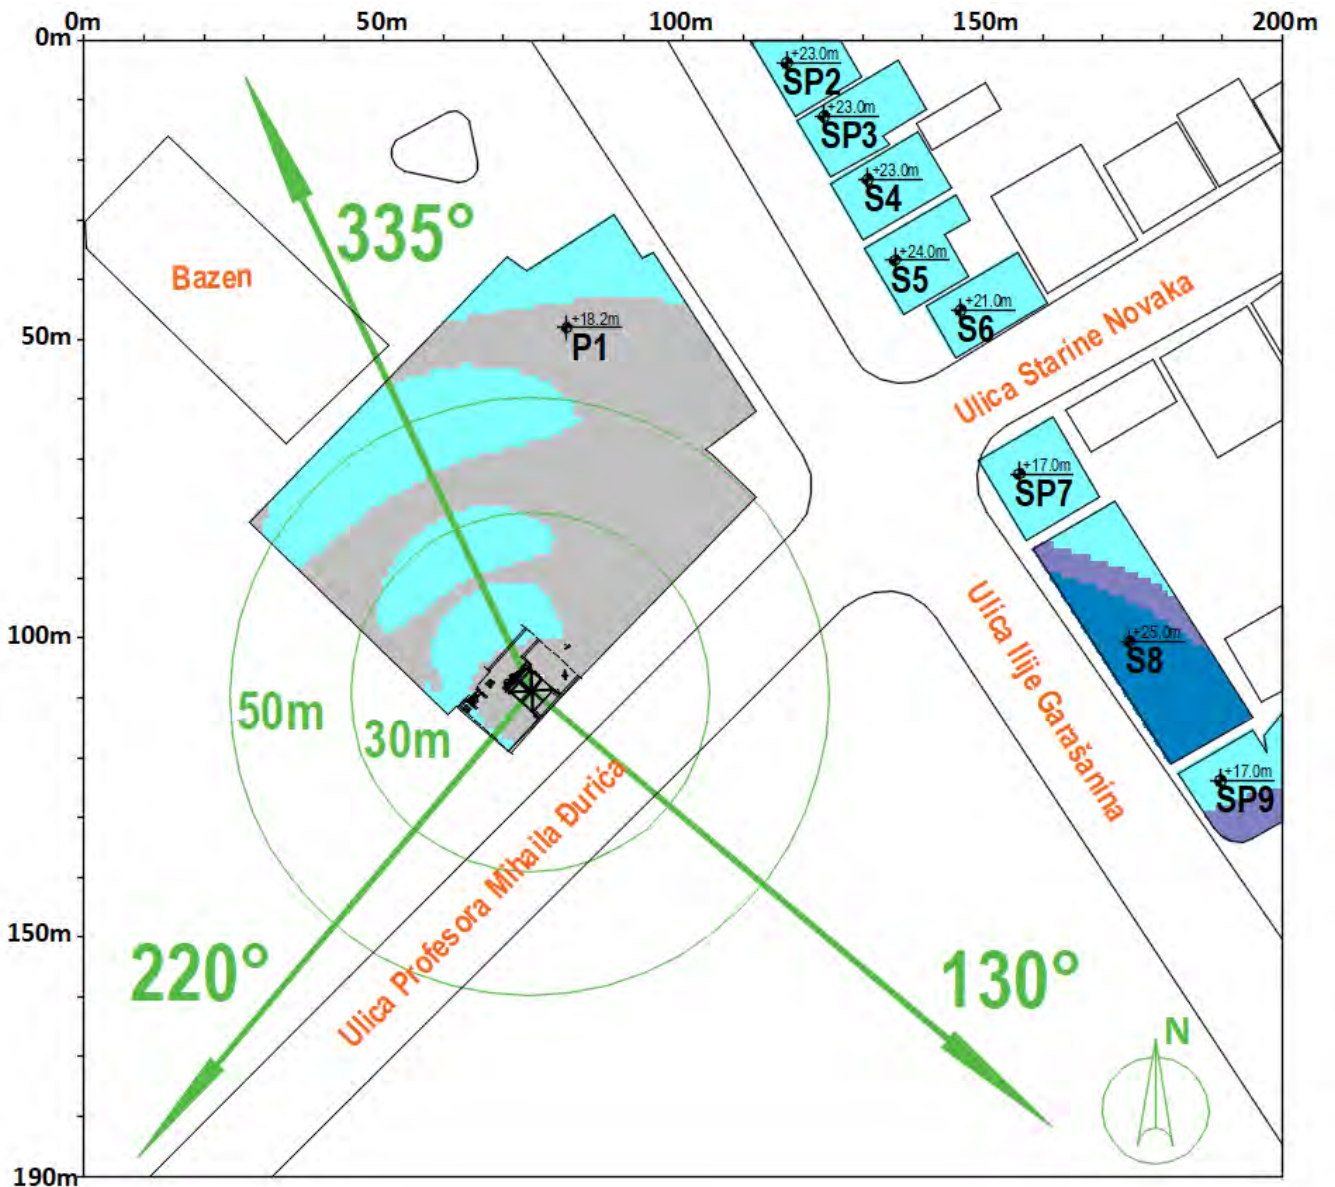 0m 50m 100m 150m 200m
0m
50m
100m
150m
190m
+23.0m
SP2
+23.0m
SP3
+23.0m
S4
+24.0m
S5
+21.0m
S6
335°
Bazen
+18.2m
P1
Ulica Starine Novaka
+17.0m
SP7
+25.0m
S8
Ulica Ilije Garašanina
+17.0m
SP9
50m
30m
Ulica Profesora Mihaila Đurića
220°
130°
N